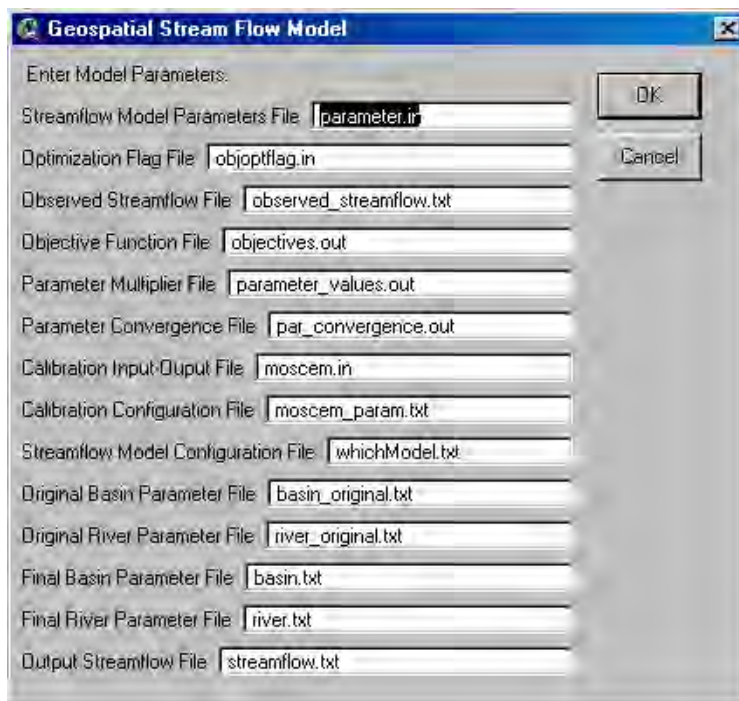 Geospatial Stream Flow Model
Enter Model Parameters.
OK
Streamflow Model Parameters File parameter.in
Cancel
Optimization Flag File objoptflag.in
Observed Streamflow File observed_streamflow.txt
Objective Function File objectives.out
Parameter Multiplier File parameter_values.out
Parameter Convergence File par_convergence.out
Calibration Input-Ouput File moscem.in
Calibration Configuration File moscem_param.txt
Streamflow Model Configuration File whichModel.txt
Original Basin Parameter File basin_original.txt
Original River Parameter File river_original.txt
Final Basin Parameter File basin.txt
Final River Parameter File river.txt
Output Streamflow File streamflow.txt